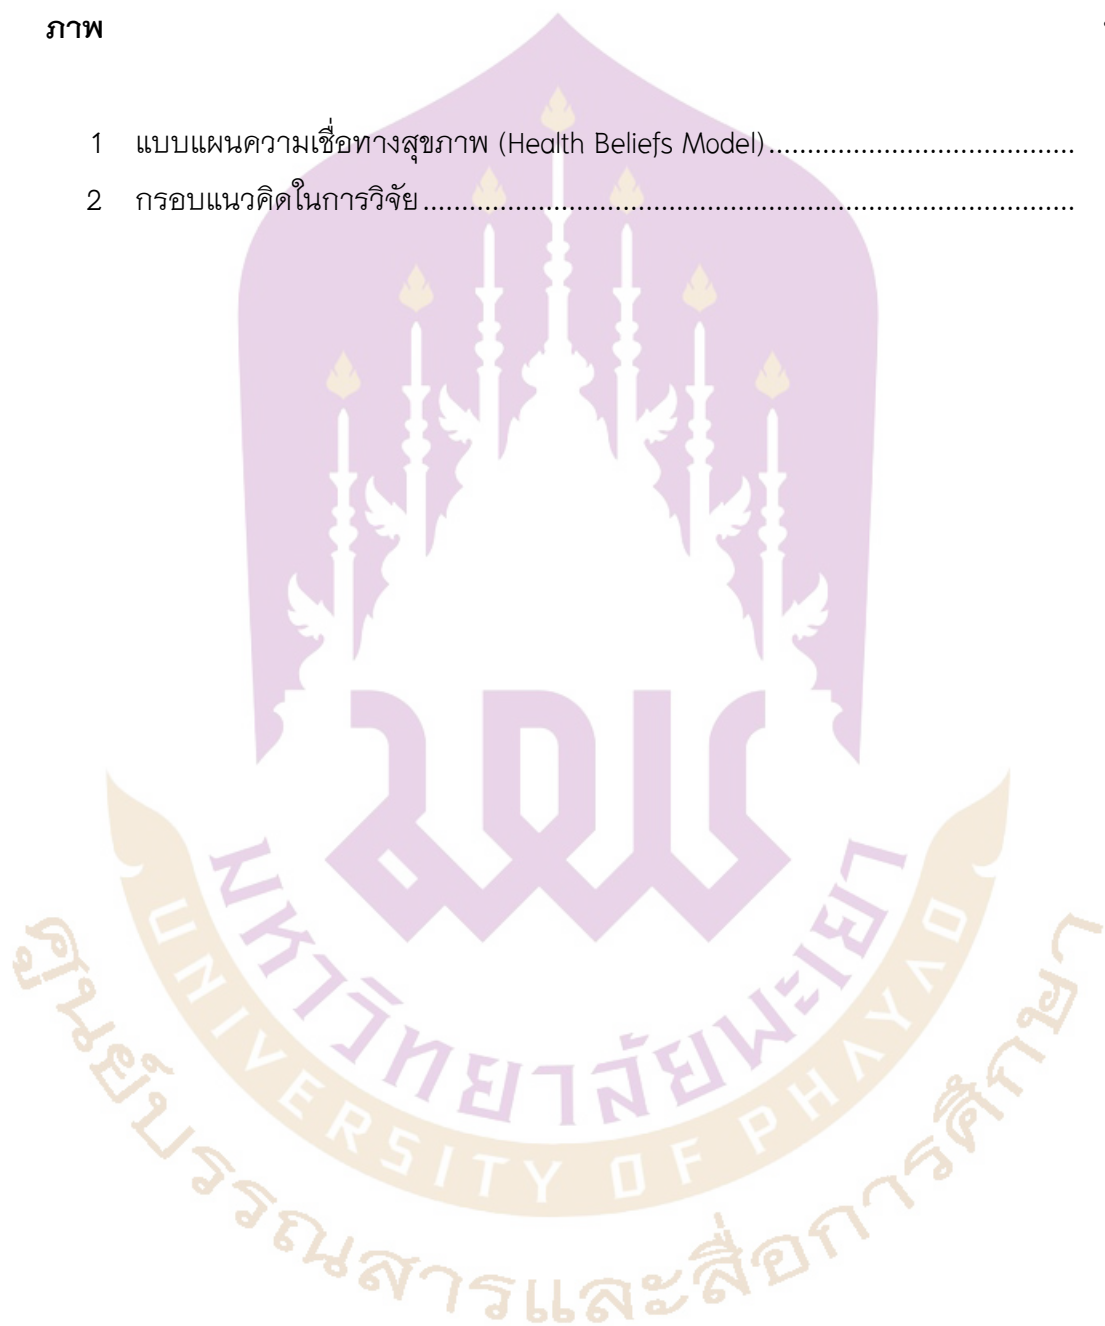 ภาพ
1 แบบแผนความเชื่อทางสุขภาพ (Health Beliefs Model)....................................
2 กรอบแนวคิดในการวิจัย.............................................................................
มพ
มหาวิทยาลัยพะเยา
UNIVERSITY OF PHAYAO
ศูนย์บรรณสารและสื่อการศึกษา